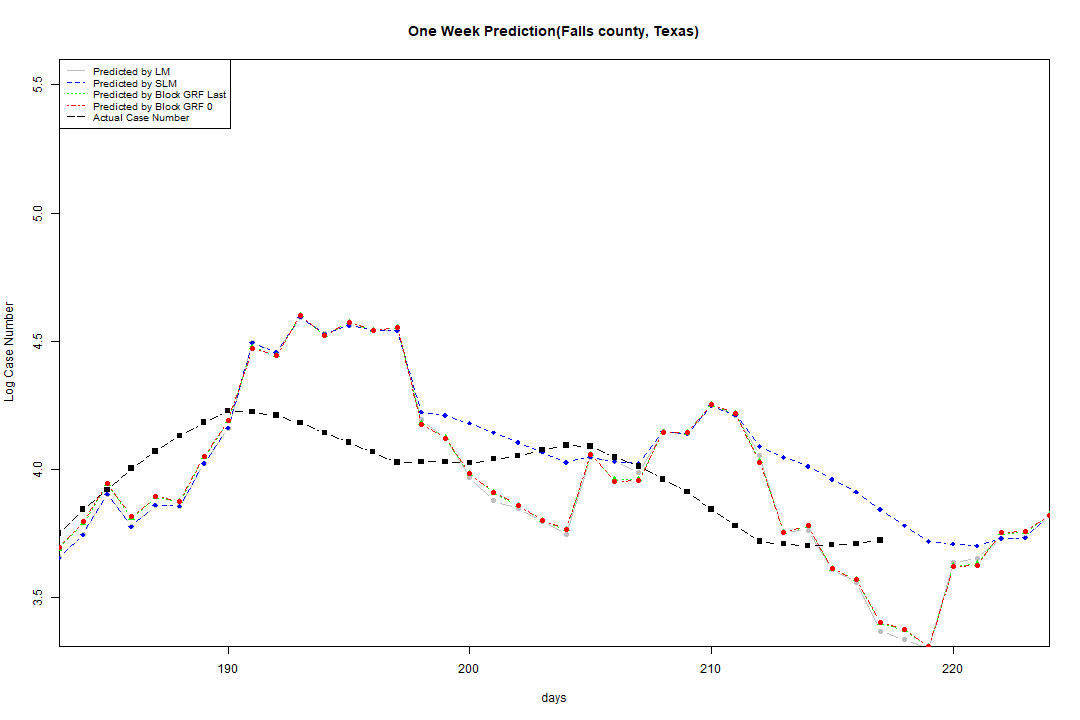 One Week Prediction(Falls county, Texas)
Predicted by LM
Predicted by SLM
Predicted by Block GRF Last
Predicted by Block GRF 0
Actual Case Number
5.5
5.0
4.5
4.0
3.5
Log Case Number
190 200 210 220
days